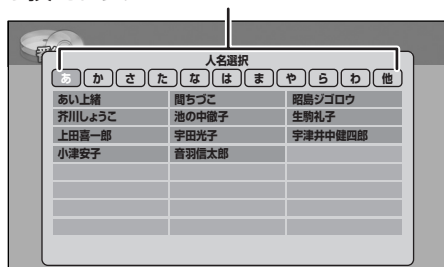 人名選択
あ か さ た な は ま や ら わ 他
あい上緒 間ちづこ 昭島ジゴロウ
芥川しょうこ 池の中徹子 生駒礼子
上田喜一郎 宇田光子 宇津井中健四郎
小津安子 音羽信太郎